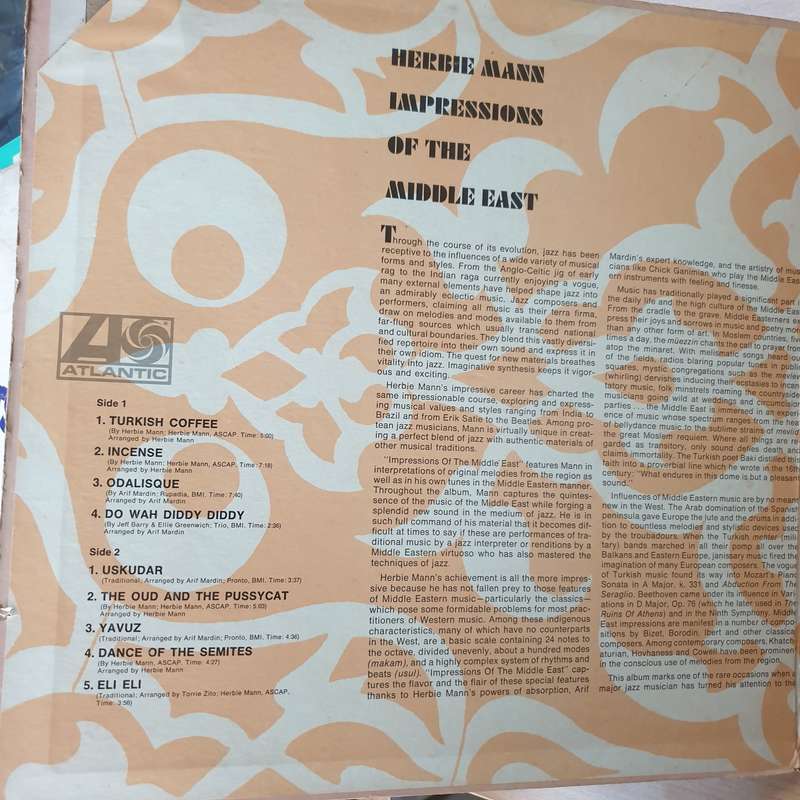 HERBIE MANN
IMPRESSIONS
OF THE
MIDDLE EAST
ATLANTIC
Side 1
1. TURKISH COFFEE
(By Herbie Mann; Herbie Mann, ASCAP. Time: 5:00)
Arranged by Herbie Mann
2. INCENSE
(By Herbie Mann; Herbie Mann, ASCAP. Time: 7:18)
Arranged by Herbie Mann
3. ODALISQUE
(By Arif Mardin; Rupadia, BMI. Time: 7:40)
Arranged by Arif Mardin
4. DO WAH DIDDY DIDDY
(By Jeff Barry & Ellie Greenwich; Trio, BMI. Time: 2:36)
Arranged by Arif Mardin
Side 2
1. USKUDAR
(Traditional; Arranged by Arif Mardin; Pronto, BMI. Time: 3:37)
2. THE OUD AND THE PUSSYCAT
(By Herbie Mann; Herbie Mann, ASCAP. Time: 5:03)
Arranged by Herbie Mann
3. YAVUZ
(Traditional; Arranged by Arif Mardin; Pronto, BMI. Time: 4:36)
4. DANCE OF THE SEMITES
(By Herbie Mann, ASCAP. Time: 4:27)
Arranged by Herbie Mann
5. ELI ELI
(Traditional; Arranged by Torrie Zito; Herbie Mann, ASCAP,
Time: 3:56)
Through the course of its evolution, jazz has been
receptive to the influences of a wide variety of musical
forms and styles. From the Anglo-Celtic jig of early
rag to the Indian raga currently enjoying a vogue,
many external elements have helped shape jazz into
an admirably eclectic music. Jazz composers and
performers, claiming all music as their terra firma,
draw on melodies and modes available to them from
far-flung sources which usually transcend national
and cultural boundaries. They blend this vastly diversi-
fied repertoire into their own sound and express it in
their own idiom. The quest for new materials breathes
vitality into jazz. Imaginative synthesis keeps it vigor-
ous and exciting.
Herbie Mann's impressive career has charted the
same impressionable course, exploring and express-
ing musical values and styles ranging from India to
Brazil and from Erik Satie to the Beatles. Among pro-
tean jazz musicians, Mann is virtually unique in creat-
ing a perfect blend of jazz with authentic materials of
other musical traditions.
"Impressions Of The Middle East" features Mann in
interpretations of original melodies from the region as
well as in his own tunes in the Middle Eastern manner.
Throughout the album, Mann captures the quintes-
sence of the music of the Middle East while forging a
splendid new sound in the medium of jazz. He is in
such full command of his material that it becomes dif-
ficult at times to say if these are performances of tra-
ditional music by a jazz interpreter or renditions by a
Middle Eastern virtuoso who has also mastered the
techniques of jazz.
Herbie Mann's achievement is all the more impres-
sive because he has not fallen prey to those features
of Middle Eastern music—particularly the classics—
which pose some formidable problems for most prac-
titioners of Western music. Among these indigenous
characteristics, many of which have no counterparts
in the West, are a basic scale containing 24 notes to
the octave, divided unevenly, about a hundred modes
(makam), and a highly complex system of rhythms and
beats (usul). "Impressions Of The Middle East" cap-
tures the flavor and the flair of these special features
thanks to Herbie Mann's powers of absorption, Arif
Mardin's expert knowledge, and the artistry of musi-
cians like Chick Ganimian who play the Middle East-
ern instruments with feeling and finesse.
Music has traditionally played a significant part in
the daily life and the high culture of the Middle East.
From the cradle to the grave, Middle Easterners ex-
press their joys and sorrows in music and poetry more
than any other form of art. In Moslem countries, five
times a day, the muezzin chants the call to prayer from
atop the minaret. With melismatic songs heard
of the fields, radios blaring popular tunes in public
squares, mystic congregations such as the mevlevi
(whirling) dervishes inducing their ecstasies to incan-
tatory music, folk minstrels roaming the countryside,
musicians going wild at weddings and circumcision
parties . . . the Middle East is immersed in
ence of music whose spectrum ranges from the heart
of belly-dance music to the sublime strains of mevlid,
the great Moslem requiem. Where all things are re-
garded as transitory, only sound defies death and
claims immortality. The Turkish poet Baki distilled this
faith into a proverbial line which he wrote in the 16th
century: "What endures in the dome is but a pleasant
sound."
Influences of Middle Eastern music are by no means
new in the West. The Arab domination of the Spanish
peninsula gave Europe the lute and the drums in addi-
tion to countless melodic and stylistic devices used
by the troubadours. When the Turkish Janissary (mili-
tary) bands marched in all their pomp all over the
Balkans and Eastern Europe, janissary music fired the
imagination of many European composers. The vogue
of Turkish music found its way into Mozart's Piano
Sonata in A Major, k. 331 and Abduction From The
Seraglio. Beethoven came under its influence in Vari-
ations in D Major, Op. 76 (which he later used in The
Ruins Of Athens) and in the Ninth Symphony. Middle
East impressions are manifest in a number of compo-
sitions by Bizet, Borodin, Ibert and other classical
composers. Among contemporary composers, Khatch-
aturian, Hovhaness and Cowell have been prominent
in the conscious use of melodies from the region.
This album marks one of the rare occasions when a
major jazz musician has turned his attention to the